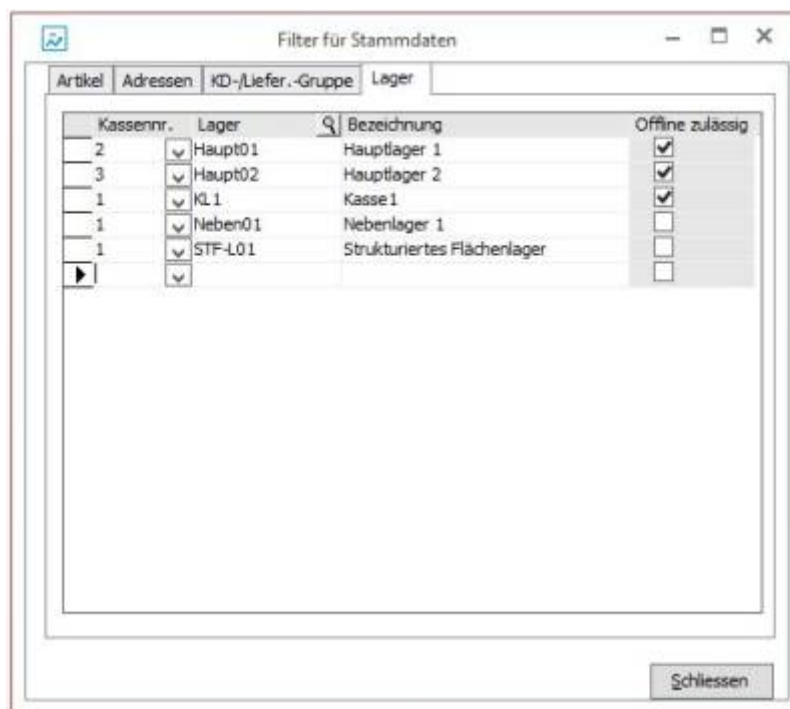 Filter für Stammdaten
Artikel Adressen KD-/Liefer.-Gruppe Lager
Kassennr. Lager Bezeichnung Offline zulässig
2 Haupt01 Hauptlager 1
3 Haupt02 Hauptlager 2
1 KL1 Kasse1
1 Neben01 Nebenlager 1
1 STF-L01 Strukturiertes Flächenlager
Schliessen